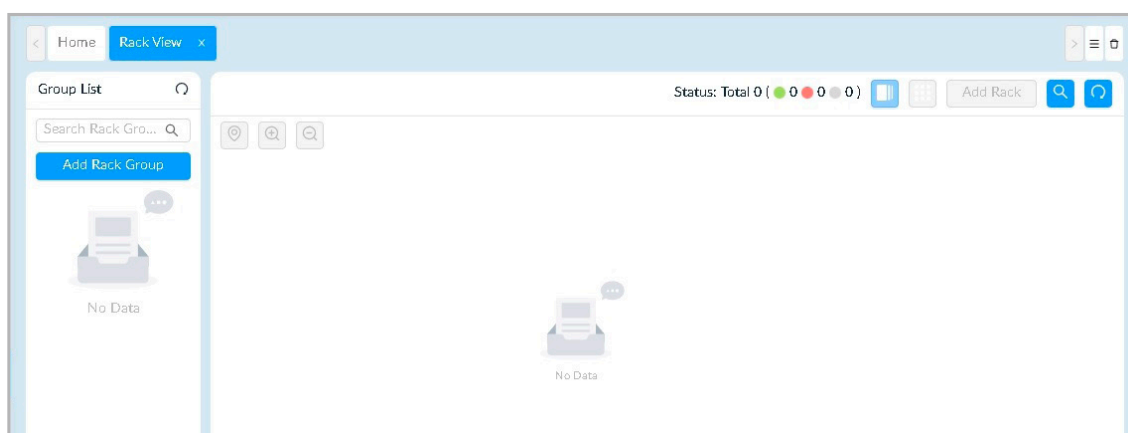 Home
Rack View
Group List
Status: Total 0 ( 0 0 0 )
Add Rack
Search Rack Gro...
Add Rack Group
No Data
No Data